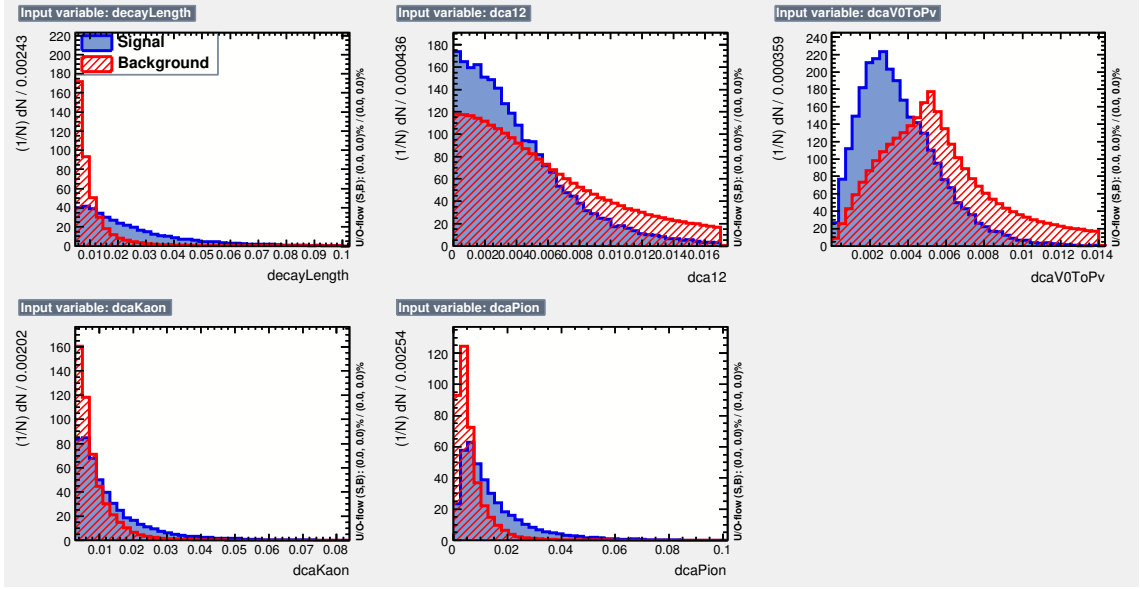 Input variable: decayLength
Input variable: dca12
Input variable: dcaV0ToPv
(1/N) dN / 0.00243
220
200
180
160
140
120
100
80
60
40
20
0
Signal
Background
0.01 0.02 0.03 0.04 0.05 0.06 0.07 0.08 0.09 0.1
decayLength
U/O-flow (S,B): (0.0, 0.0)% / (0.0, 0.0)%
(1/N) dN / 0.000436
180
160
140
120
100
80
60
40
20
0
0 0.002 0.004 0.006 0.008 0.010 0.012 0.014 0.016
dca12
U/O-flow (S,B): (0.0, 0.0)% / (0.0, 0.0)%
(1/N) dN / 0.000359
240
220
200
180
160
140
120
100
80
60
40
20
0
0.002 0.004 0.006 0.008 0.01 0.012 0.014
dcaV0ToPv
U/O-flow (S,B): (0.0, 0.0)% / (0.0, 0.0)%
Input variable: dcaKaon
Input variable: dcaPion
(1/N) dN / 0.00202
160
140
120
100
80
60
40
20
0
0.01 0.02 0.03 0.04 0.05 0.06 0.07 0.08
dcaKaon
U/O-flow (S,B): (0.0, 0.0)% / (0.0, 0.0)%
(1/N) dN / 0.00254
120
100
80
60
40
20
0
0 0.02 0.04 0.06 0.08 0.1
dcaPion
U/O-flow (S,B): (0.0, 0.0)% / (0.0, 0.0)%